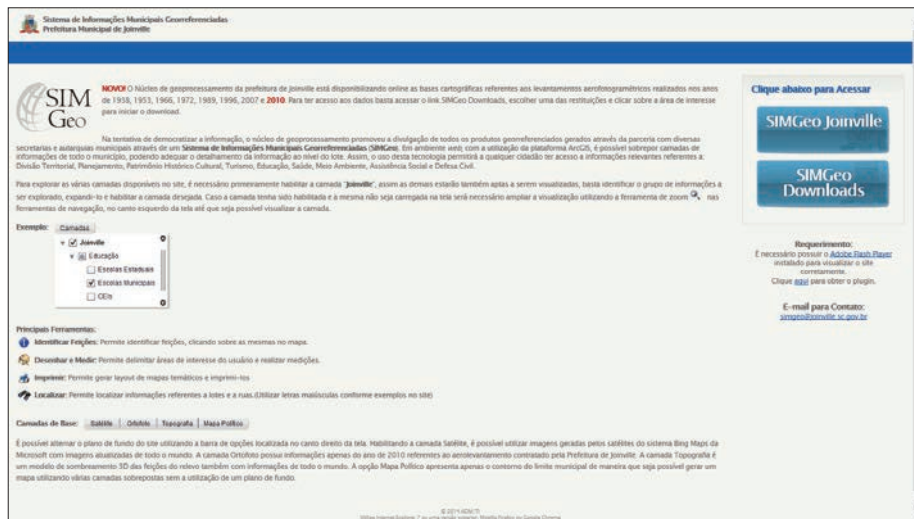 Sistema de Informações Municipais Georreferenciadas
Prefeitura Municipal de Joinville
SIM
Geo
NOVO! O Núcleo de geoprocessamento da prefeitura de Joinville está disponibilizando online as bases cartográficas referentes aos levantamentos aerofotogramétricos realizados nos anos
de 1938, 1953, 1966, 1972, 1989, 1996, 2007 e 2010. Para ter acesso aos dados basta acessar o link SIMGeo Downloads, escolher uma das restituições e clicar sobre a área de interesse
para iniciar o download.
Na tentativa de democratizar a informação, o núcleo de geoprocessamento promoveu a divulgação de todos os produtos georreferenciados gerados através da parceria com diversas
secretarias e autarquias municipais através de um Sistema de Informações Municipais Georreferenciadas (SIMGeo). Em ambiente web, com a utilização da plataforma ArcGIS, é possível sobrepor camadas de
informações de todo o município, podendo adequar o detalhamento da informação ao nível do lote. Assim, o uso desta tecnologia permitirá a qualquer cidadão ter acesso a informações relevantes referentes a:
Divisão Territorial, Planejamento, Patrimônio Histórico Cultural, Turismo, Educação, Saúde, Meio Ambiente, Assistência Social e Defesa Civil.
Para explorar as várias camadas disponíveis no site, é necessário primeiramente habilitar a camada "Joinville", assim as demais estarão também aptas a serem visualizadas, basta identificar o grupo de informações a
ser explorado, expandi-lo e habilitar a camada desejada. Caso a camada tenha sido habilitada e a mesma não seja carregada na tela será necessário ampliar a visualização utilizando a ferramenta de zoom nas
ferramentas de navegação, no canto esquerdo da tela até que seja possível visualizar a camada.
Exemplo: Camadas
Joinville
Educação
Escolas Estaduais
Escolas Municipais
CEIs
Principais Ferramentas:
Identificar Feições: Permite identificar feições, clicando sobre as mesmas no mapa.
Desenhar e Medir: Permite delimitar áreas de interesse do usuário e realizar medições.
Imprimir: Permite gerar layout de mapas temáticos e imprimi-los
Localizar: Permite localizar informações referentes a lotes e a ruas.(Utilizar letras maiúsculas conforme exemplos no site)
Camadas de Base: Satélite Ortofoto Topografia Mapa Político
É possível alternar o plano de fundo do site utilizando a barra de opções localizada no canto direito da tela. Habilitando a camada Satélite, é possível utilizar imagens geradas pelos satélites do sistema Bing Maps da
Microsoft com imagens atualizadas de todo o mundo. A camada Ortofoto possui informações apenas do ano de 2010 referentes ao aerolevantamento contratado pela Prefeitura de Joinville. A camada Topografia é
um modelo de sombreamento 3D das feições do relevo também com informações de todo o mundo. A opção Mapa Político apresenta apenas o contorno do limite municipal de maneira que seja possível gerar um
mapa utilizando várias camadas sobrepostas sem a utilização de um plano de fundo.
Clique abaixo para Acessar
SIMGeo Joinville
SIMGeo
Downloads
Requerimento:
É necessário possuir o Adobe Flash Player
instalado para visualizar o site
corretamente.
Clique aqui para obter o plugin.
E-mail para Contato:
simgeo@joinville.sc.gov.br
Utilize Internet Explorer 7 ou uma versão superior, Mozilla Firefox ou Google Chrome